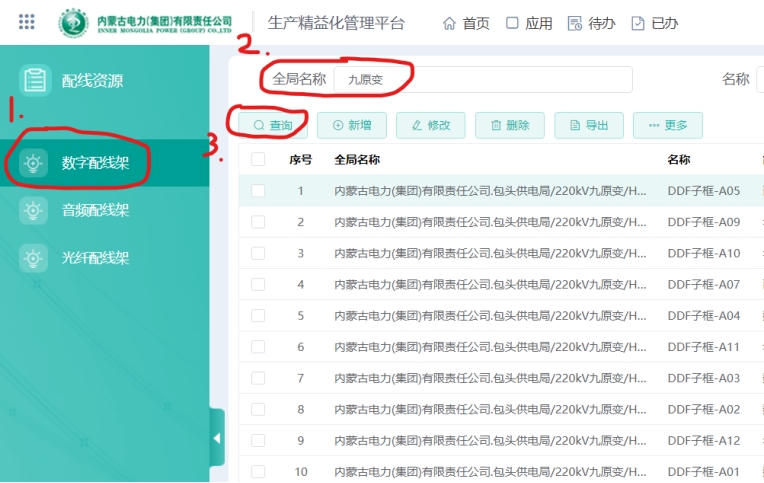 内蒙古电力(集团)有限责任公司
INNER MONGOLIA POWER (GROUP) CO.,LTD
生产精益化管理平台
首页 应用 待办 已办
配线资源
数字配线架
音频配线架
光纤配线架
1.
2.
3.
全局名称 九原变 名称
查询 新增 修改 删除 导出 更多
序号 全局名称 名称
1 内蒙古电力(集团)有限责任公司.包头供电局/220kV九原变/H... DDF子框-A05
2 内蒙古电力(集团)有限责任公司.包头供电局/220kV九原变/H... DDF子框-A09
3 内蒙古电力(集团)有限责任公司.包头供电局/220kV九原变/H... DDF子框-A10
4 内蒙古电力(集团)有限责任公司.包头供电局/220kV九原变/H... DDF子框-A07
5 内蒙古电力(集团)有限责任公司.包头供电局/220kV九原变/H... DDF子框-A04
6 内蒙古电力(集团)有限责任公司.包头供电局/220kV九原变/H... DDF子框-A11
7 内蒙古电力(集团)有限责任公司.包头供电局/220kV九原变/H... DDF子框-A03
8 内蒙古电力(集团)有限责任公司.包头供电局/220kV九原变/H... DDF子框-A02
9 内蒙古电力(集团)有限责任公司.包头供电局/220kV九原变/H... DDF子框-A12
10 内蒙古电力(集团)有限责任公司.包头供电局/220kV九原变/H... DDF子框-A01